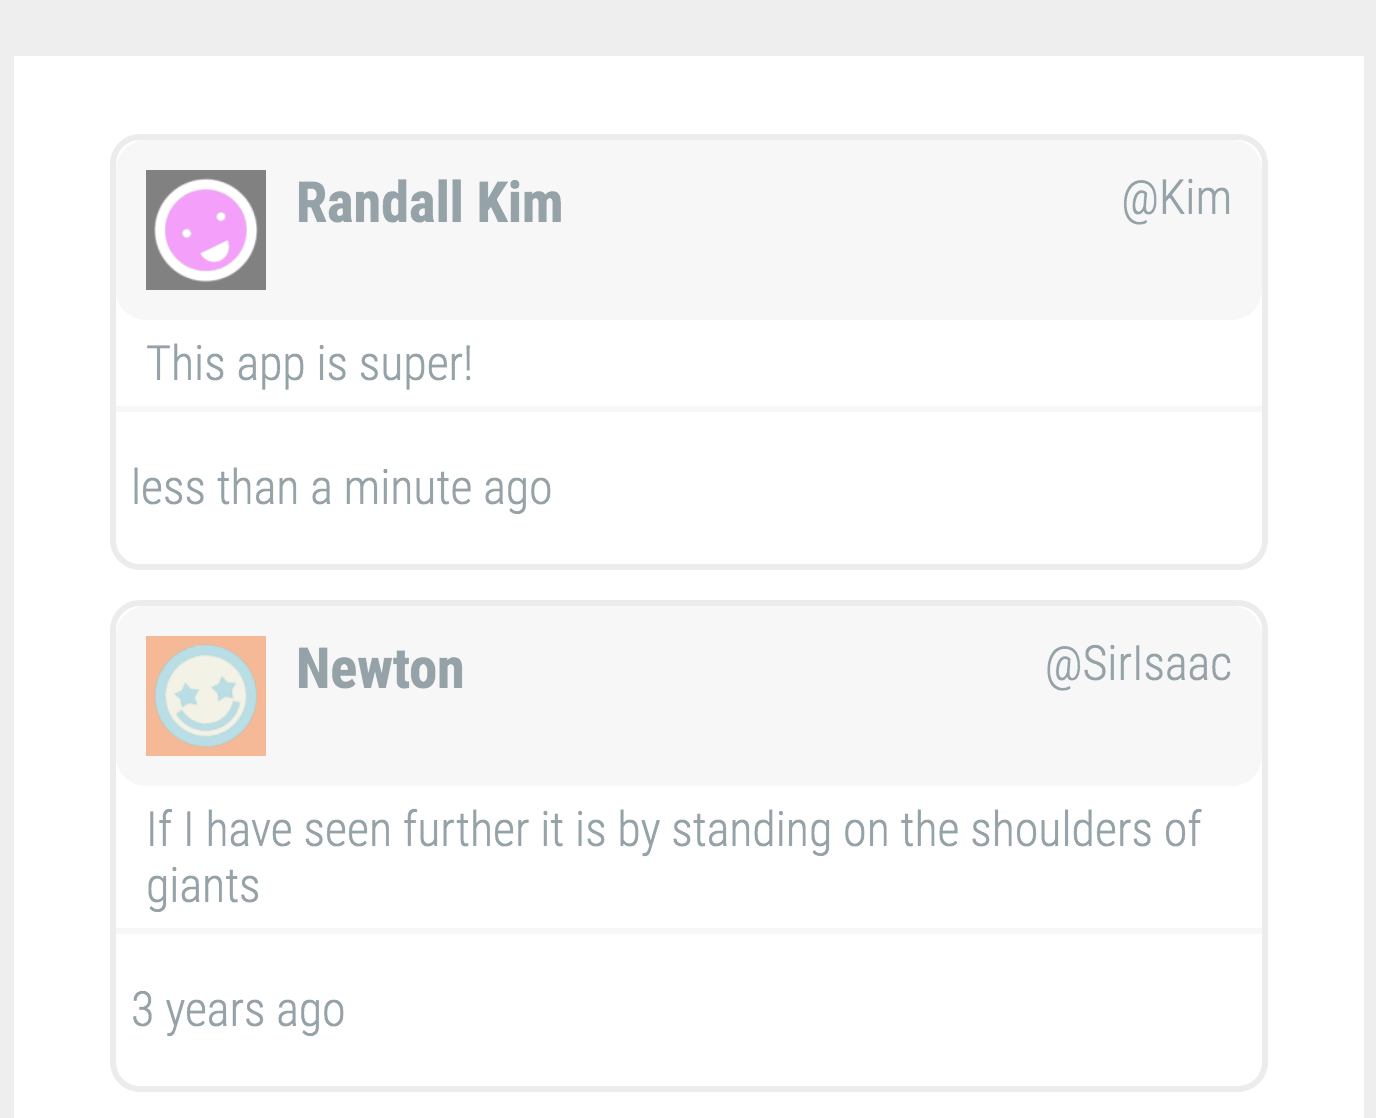 Randall Kim @Kim
This app is super!
less than a minute ago
Newton @SirIsaac
If I have seen further it is by standing on the shoulders of
giants
3 years ago